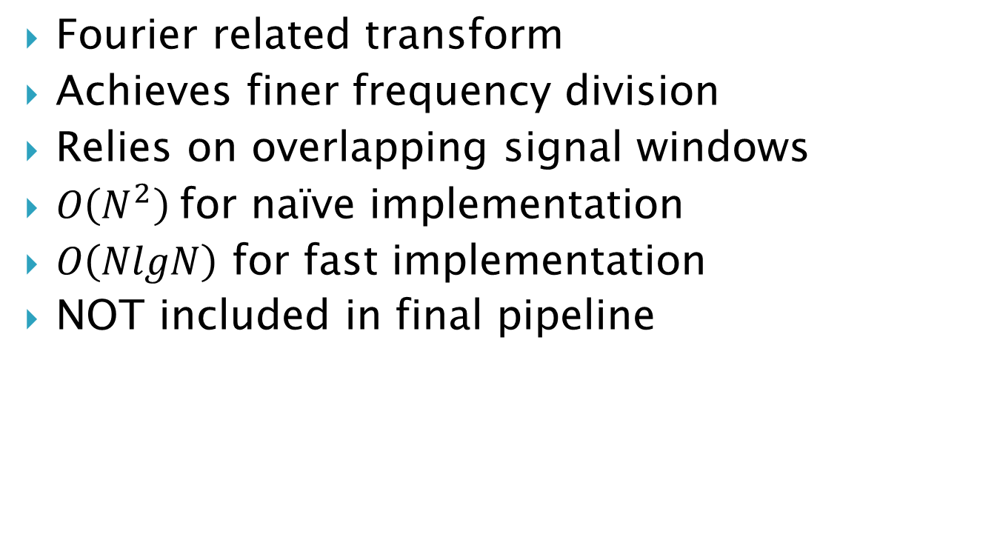 Fourier related transform
Achieves finer frequency division
Relies on overlapping signal windows
O(N²) for naïve implementation
O(NlgN) for fast implementation
NOT included in final pipeline